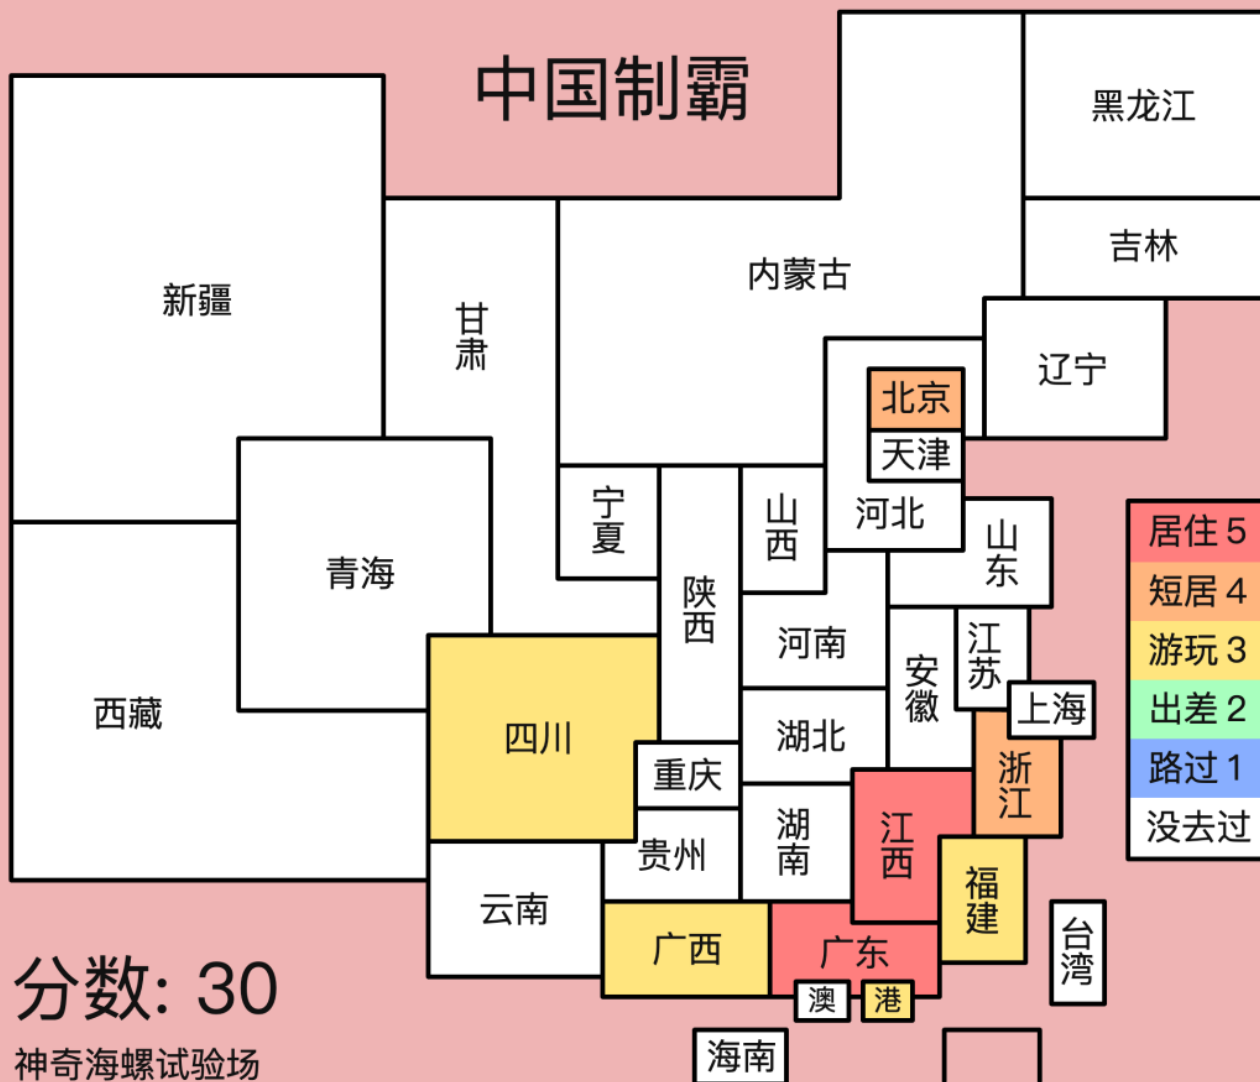 中国制霸
黑龙江
吉林
内蒙古
新疆
甘肃
辽宁
北京
天津
河北
宁夏
山西
山东
青海
陕西
河南
江苏
安徽
上海
西藏
四川
湖北
重庆
浙江
湖南
江西
贵州
福建
云南
广西
广东
台湾
澳
港
海南
居住 5
短居 4
游玩 3
出差 2
路过 1
没去过
分数: 30
神奇海螺试验场